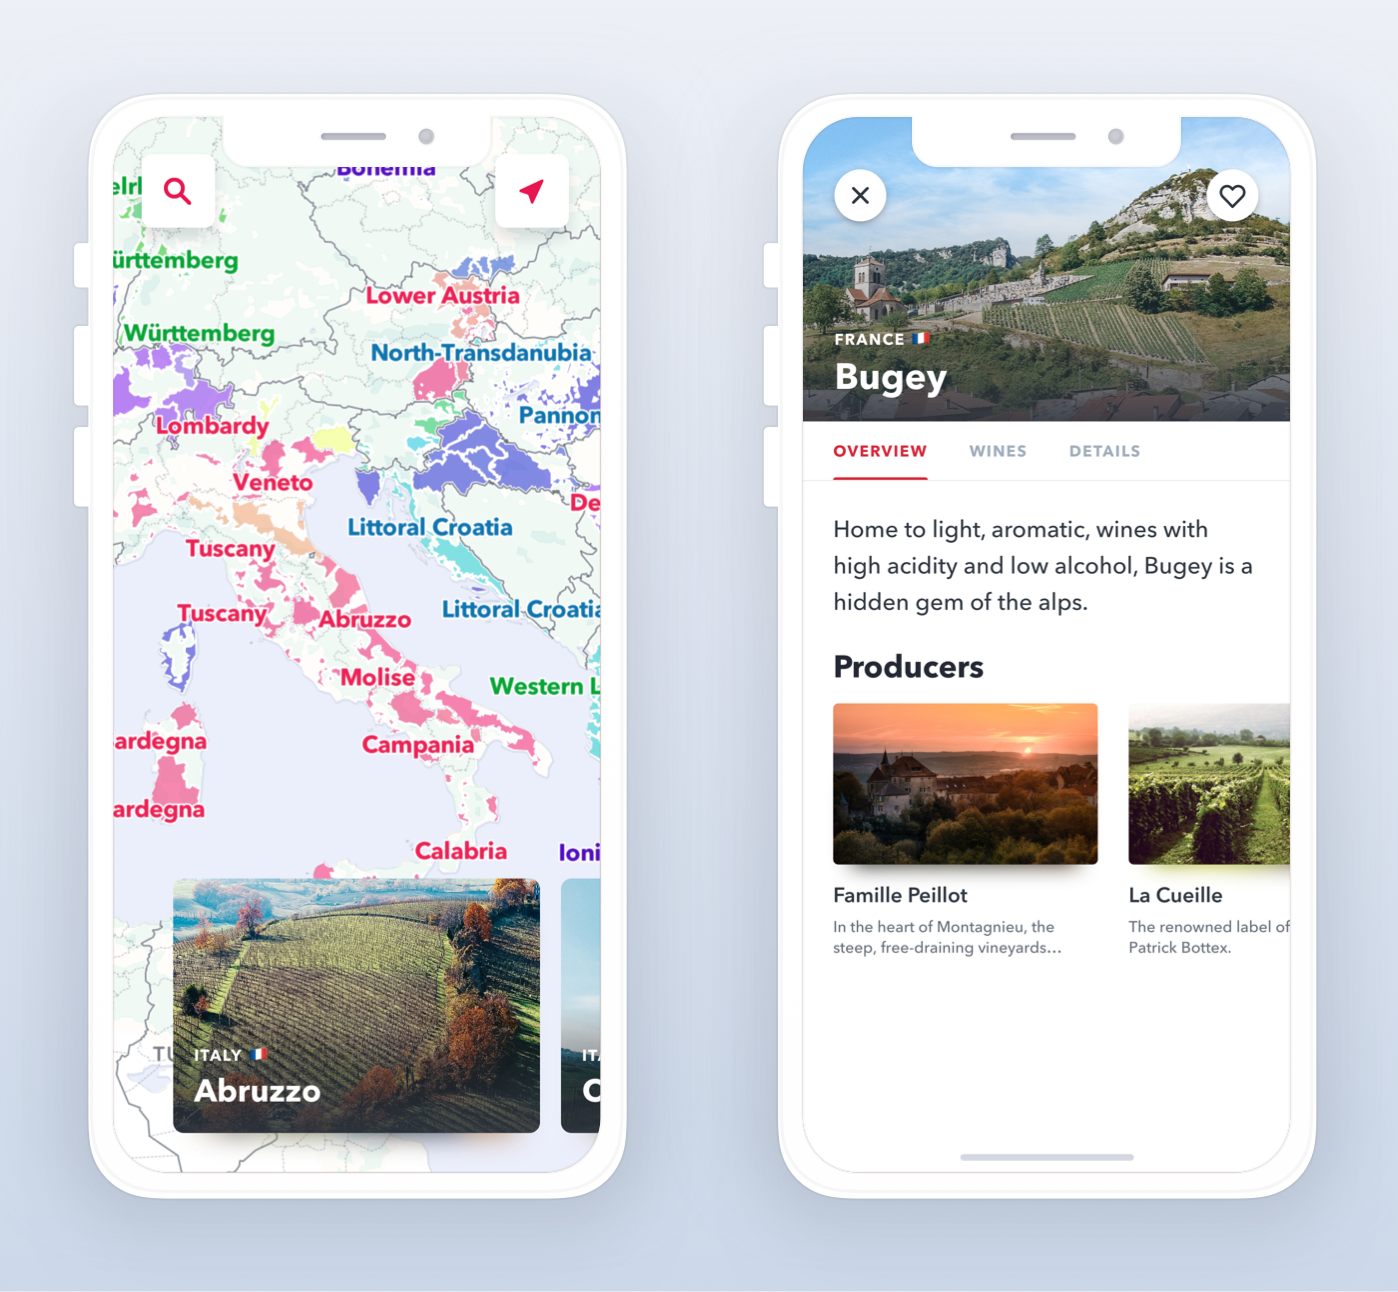 Bohemia
ürttemberg
Lower Austria
Württemberg
North-Transdanubia
Pannon
Lombardy
Veneto
De
Littoral Croatia
Tuscany
Littoral Croatia
Tuscany
Abruzzo
Molise
Western L
Campania
ardegna
ardegna
Calabria
Ioni
TU
ITALY 🇫🇷
Abruzzo
IT
C
FRANCE 🇫🇷
Bugey
OVERVIEW
WINES
DETAILS
Home to light, aromatic, wines with
high acidity and low alcohol, Bugey is a
hidden gem of the alps.
Producers
Famille Peillot
In the heart of Montagnieu, the
steep, free-draining vineyards...
La Cueille
The renowned label of
Patrick Bottex.